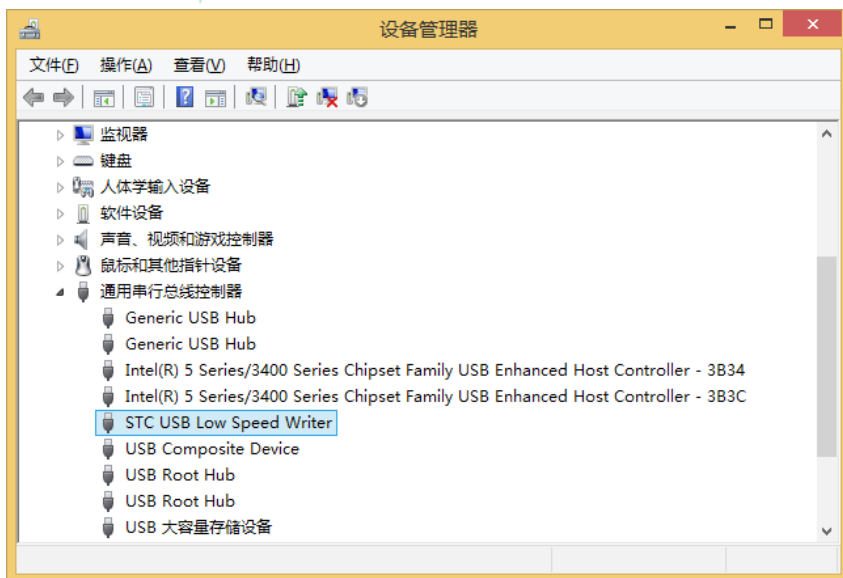 设备管理器
文件(F) 操作(A) 查看(V) 帮助(H)
监视器
键盘
人体学输入设备
软件设备
声音、视频和游戏控制器
鼠标和其他指针设备
通用串行总线控制器
Generic USB Hub
Generic USB Hub
Intel(R) 5 Series/3400 Series Chipset Family USB Enhanced Host Controller - 3B34
Intel(R) 5 Series/3400 Series Chipset Family USB Enhanced Host Controller - 3B3C
STC USB Low Speed Writer
USB Composite Device
USB Root Hub
USB Root Hub
USB 大容量存储设备